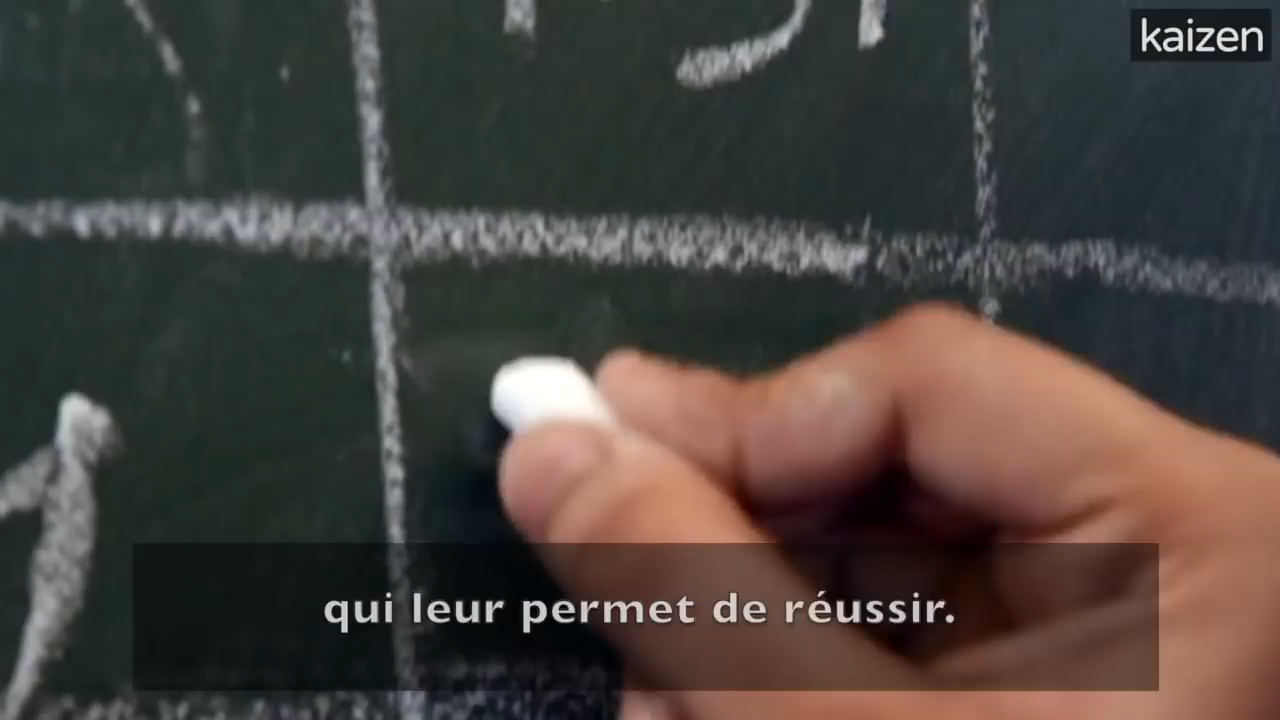 kaizen
qui leur permet de réussir.